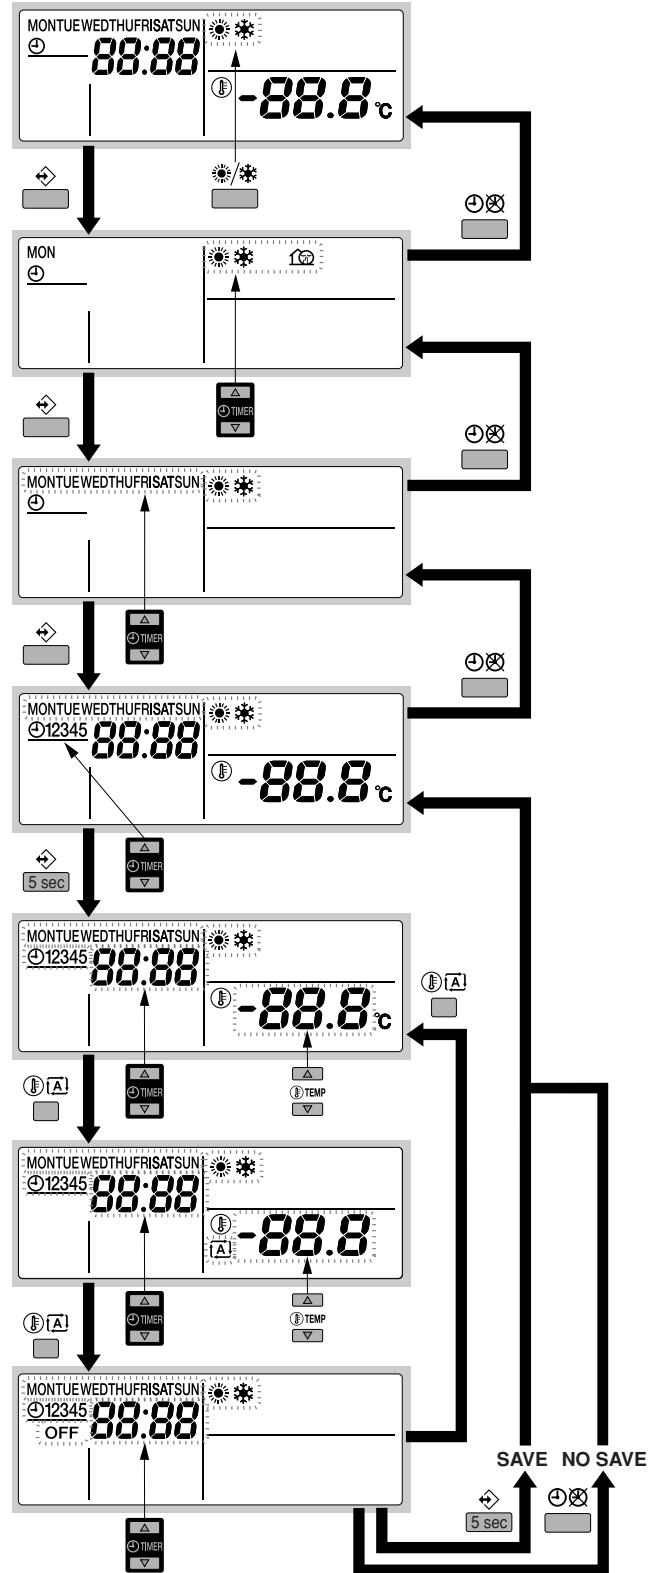 MONTUEWEDTHUFRISATSUN
88:88
-88.8 °C
MON
TIMER
MONTUEWEDTHUFRISATSUN
TIMER
MONTUEWEDTHUFRISATSUN
12345 88:88
-88.8 °C
5 sec
TIMER
MONTUEWEDTHUFRISATSUN
12345 88:88
-88.8 °C
A
A
TIMER
TEMP
MONTUEWEDTHUFRISATSUN
12345 88:88
A -88.8
A
TIMER
TEMP
MONTUEWEDTHUFRISATSUN
12345 88:88
OFF
SAVE NO SAVE
5 sec
TIMER